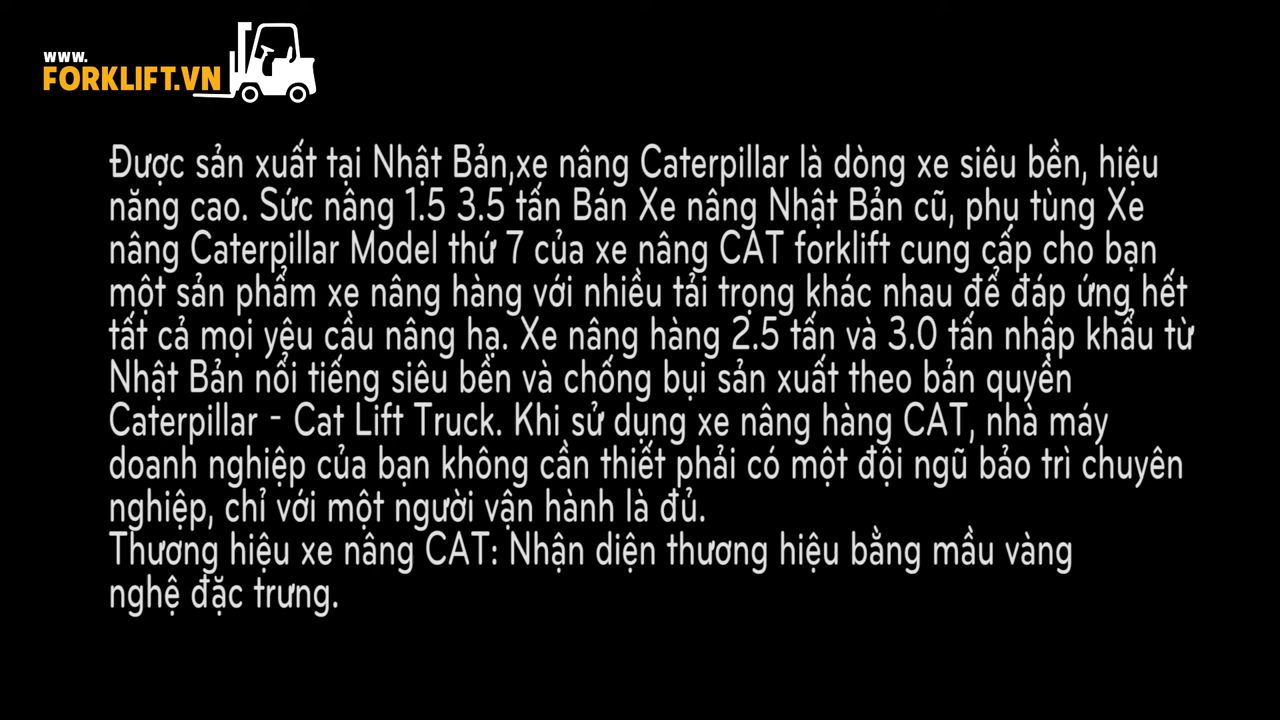 www.
FORKLIFT.VN
Được sản xuất tại Nhật Bản,xe nâng Caterpillar là dòng xe siêu bền, hiệu
năng cao. Sức nâng 1.5 3.5 tấn Bán Xe nâng Nhật Bản cũ, phụ tùng Xe
nâng Caterpillar Model thứ 7 của xe nâng CAT forklift cung cấp cho bạn
một sản phẩm xe nâng hàng với nhiều tải trọng khác nhau để đáp ứng hết
tất cả mọi yêu cầu nâng hạ. Xe nâng hàng 2.5 tấn và 3.0 tấn nhập khẩu từ
Nhật Bản nổi tiếng siêu bền và chống bụi sản xuất theo bản quyền
Caterpillar - Cat Lift Truck. Khi sử dụng xe nâng hàng CAT, nhà máy
doanh nghiệp của bạn không cần thiết phải có một đội ngũ bảo trì chuyên
nghiệp, chỉ với một người vận hành là đủ.
Thương hiệu xe nâng CAT: Nhận diện thương hiệu bằng mầu vàng
nghệ đặc trưng.